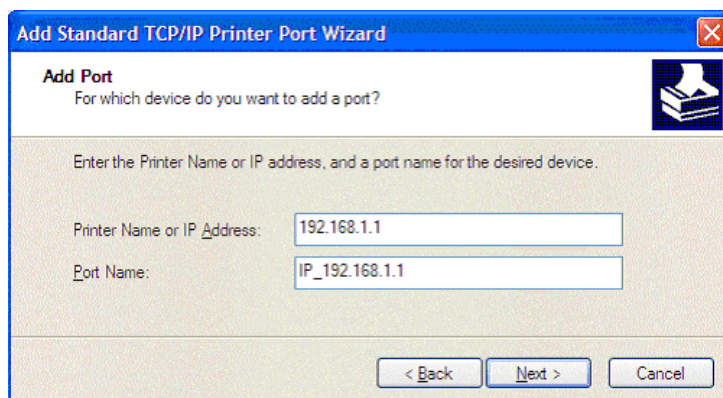 Add Standard TCP/IP Printer Port Wizard
Add Port
For which device do you want to add a port?
Enter the Printer Name or IP address, and a port name for the desired device.
Printer Name or IP Address: 192.168.1.1
Port Name: IP_192.168.1.1
< Back Next > Cancel